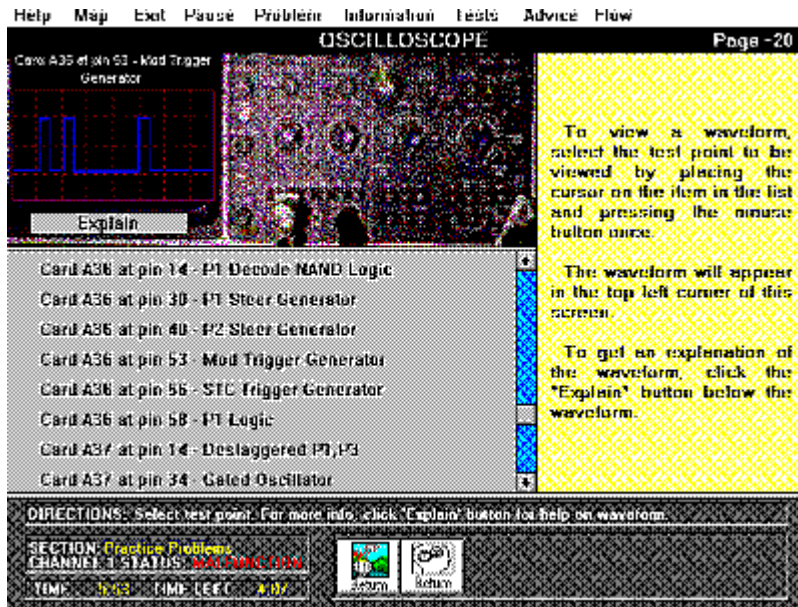 Help Map Exit Pause Problem Information Tests Advice Flow
OSCILLOSCOPE Page -20
Card A36 at pin 53 - Mod Trigger
Generator
Explain
Card A36 at pin 14 - P1 Decode NAND Logic
Card A36 at pin 30 - P1 Steer Generator
Card A36 at pin 40 - P2 Steer Generator
Card A36 at pin 53 - Mod Trigger Generator
Card A36 at pin 56 - STC Trigger Generator
Card A36 at pin 58 - P1 Logic
Card A37 at pin 14 - Destaggered P1,P3
Card A37 at pin 34 - Gated Oscillator
To view a waveform,
select the test point to be
viewed by placing the
cursor on the item in the list
and pressing the mouse
button once.
The waveform will appear
in the top left corner of this
screen.
To get an explanation of
the waveform, click the
"Explain" button below the
waveform.
DIRECTIONS: Select test point. For more info, click "Explain" button for help on waveform.
SECTION: Practice Problems
CHANNEL 1 STATUS: MALFUNCTION
TIME 5:53 TIME LEFT 4:07
Return Return